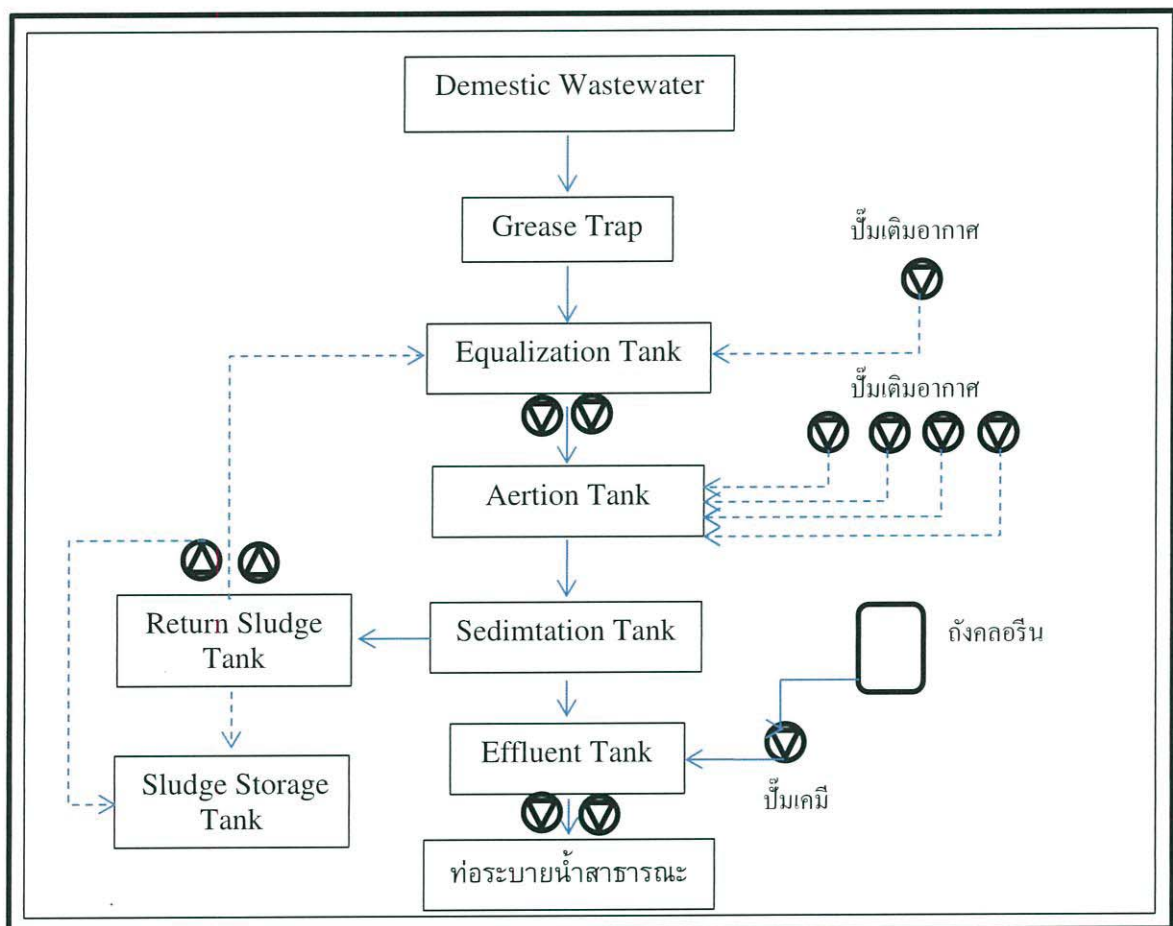 Demestic Wastewater
Grease Trap
ปั๊มเติมอากาศ
Equalization Tank
ปั๊มเติมอากาศ
Aertion Tank
Return Sludge
Tank
Sedimtation Tank
ถังคลอรีน
Effluent Tank
ปั๊มเคมี
Sludge Storage
Tank
ท่อระบายน้ำสาธารณะ